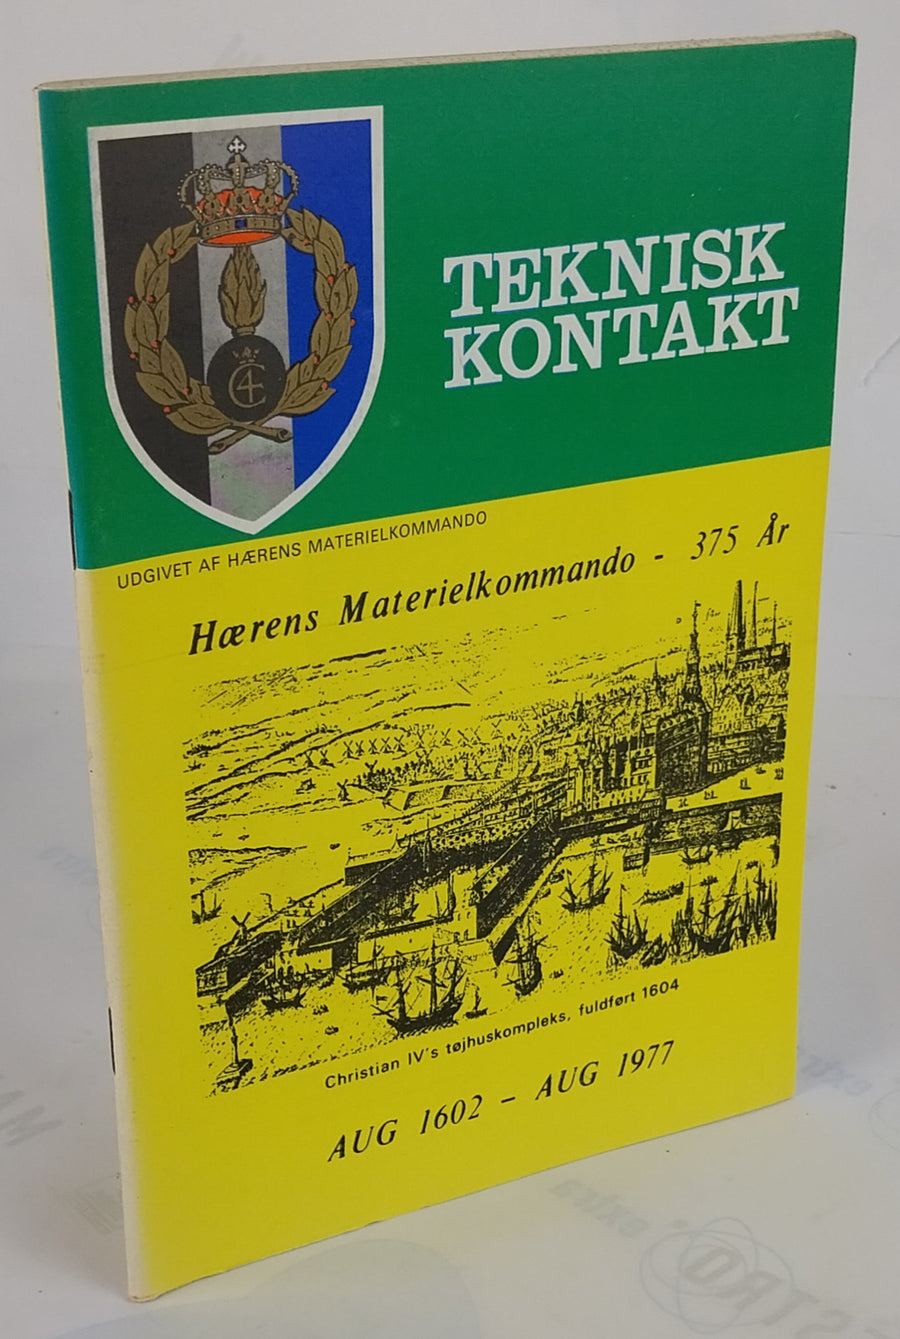 TEKNISK
KONTAKT
UDGIVET AF HÆRENS MATERIELKOMMANDO
Hærens Materielkommando - 375 År
Christian IV's tøjhuskompleks, fuldført 1604
AUG 1602 - AUG 1977